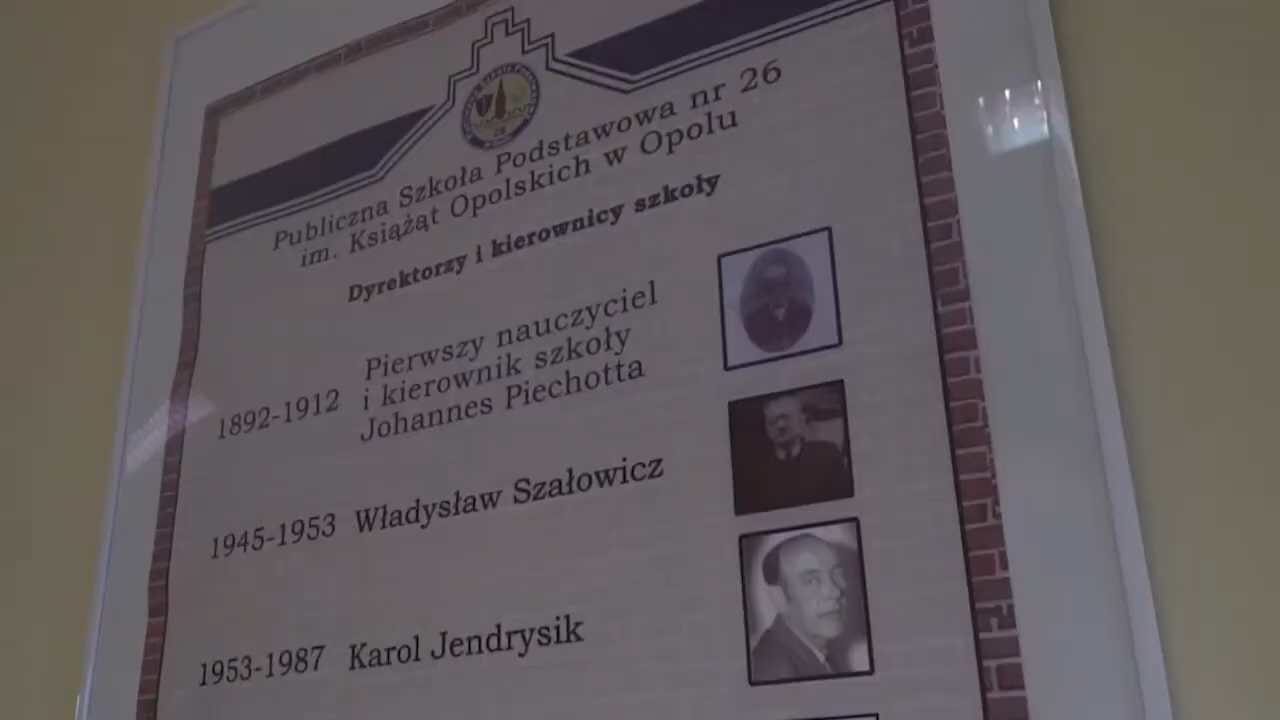 Publiczna Szkoła Podstawowa nr 26
im. Książąt Opolskich w Opolu
Dyrektorzy i kierownicy szkoły
1892-1912 Pierwszy nauczyciel
i kierownik szkoły
Johannes Piechotta
1945-1953 Władysław Szałowicz
1953-1987 Karol Jendrysik